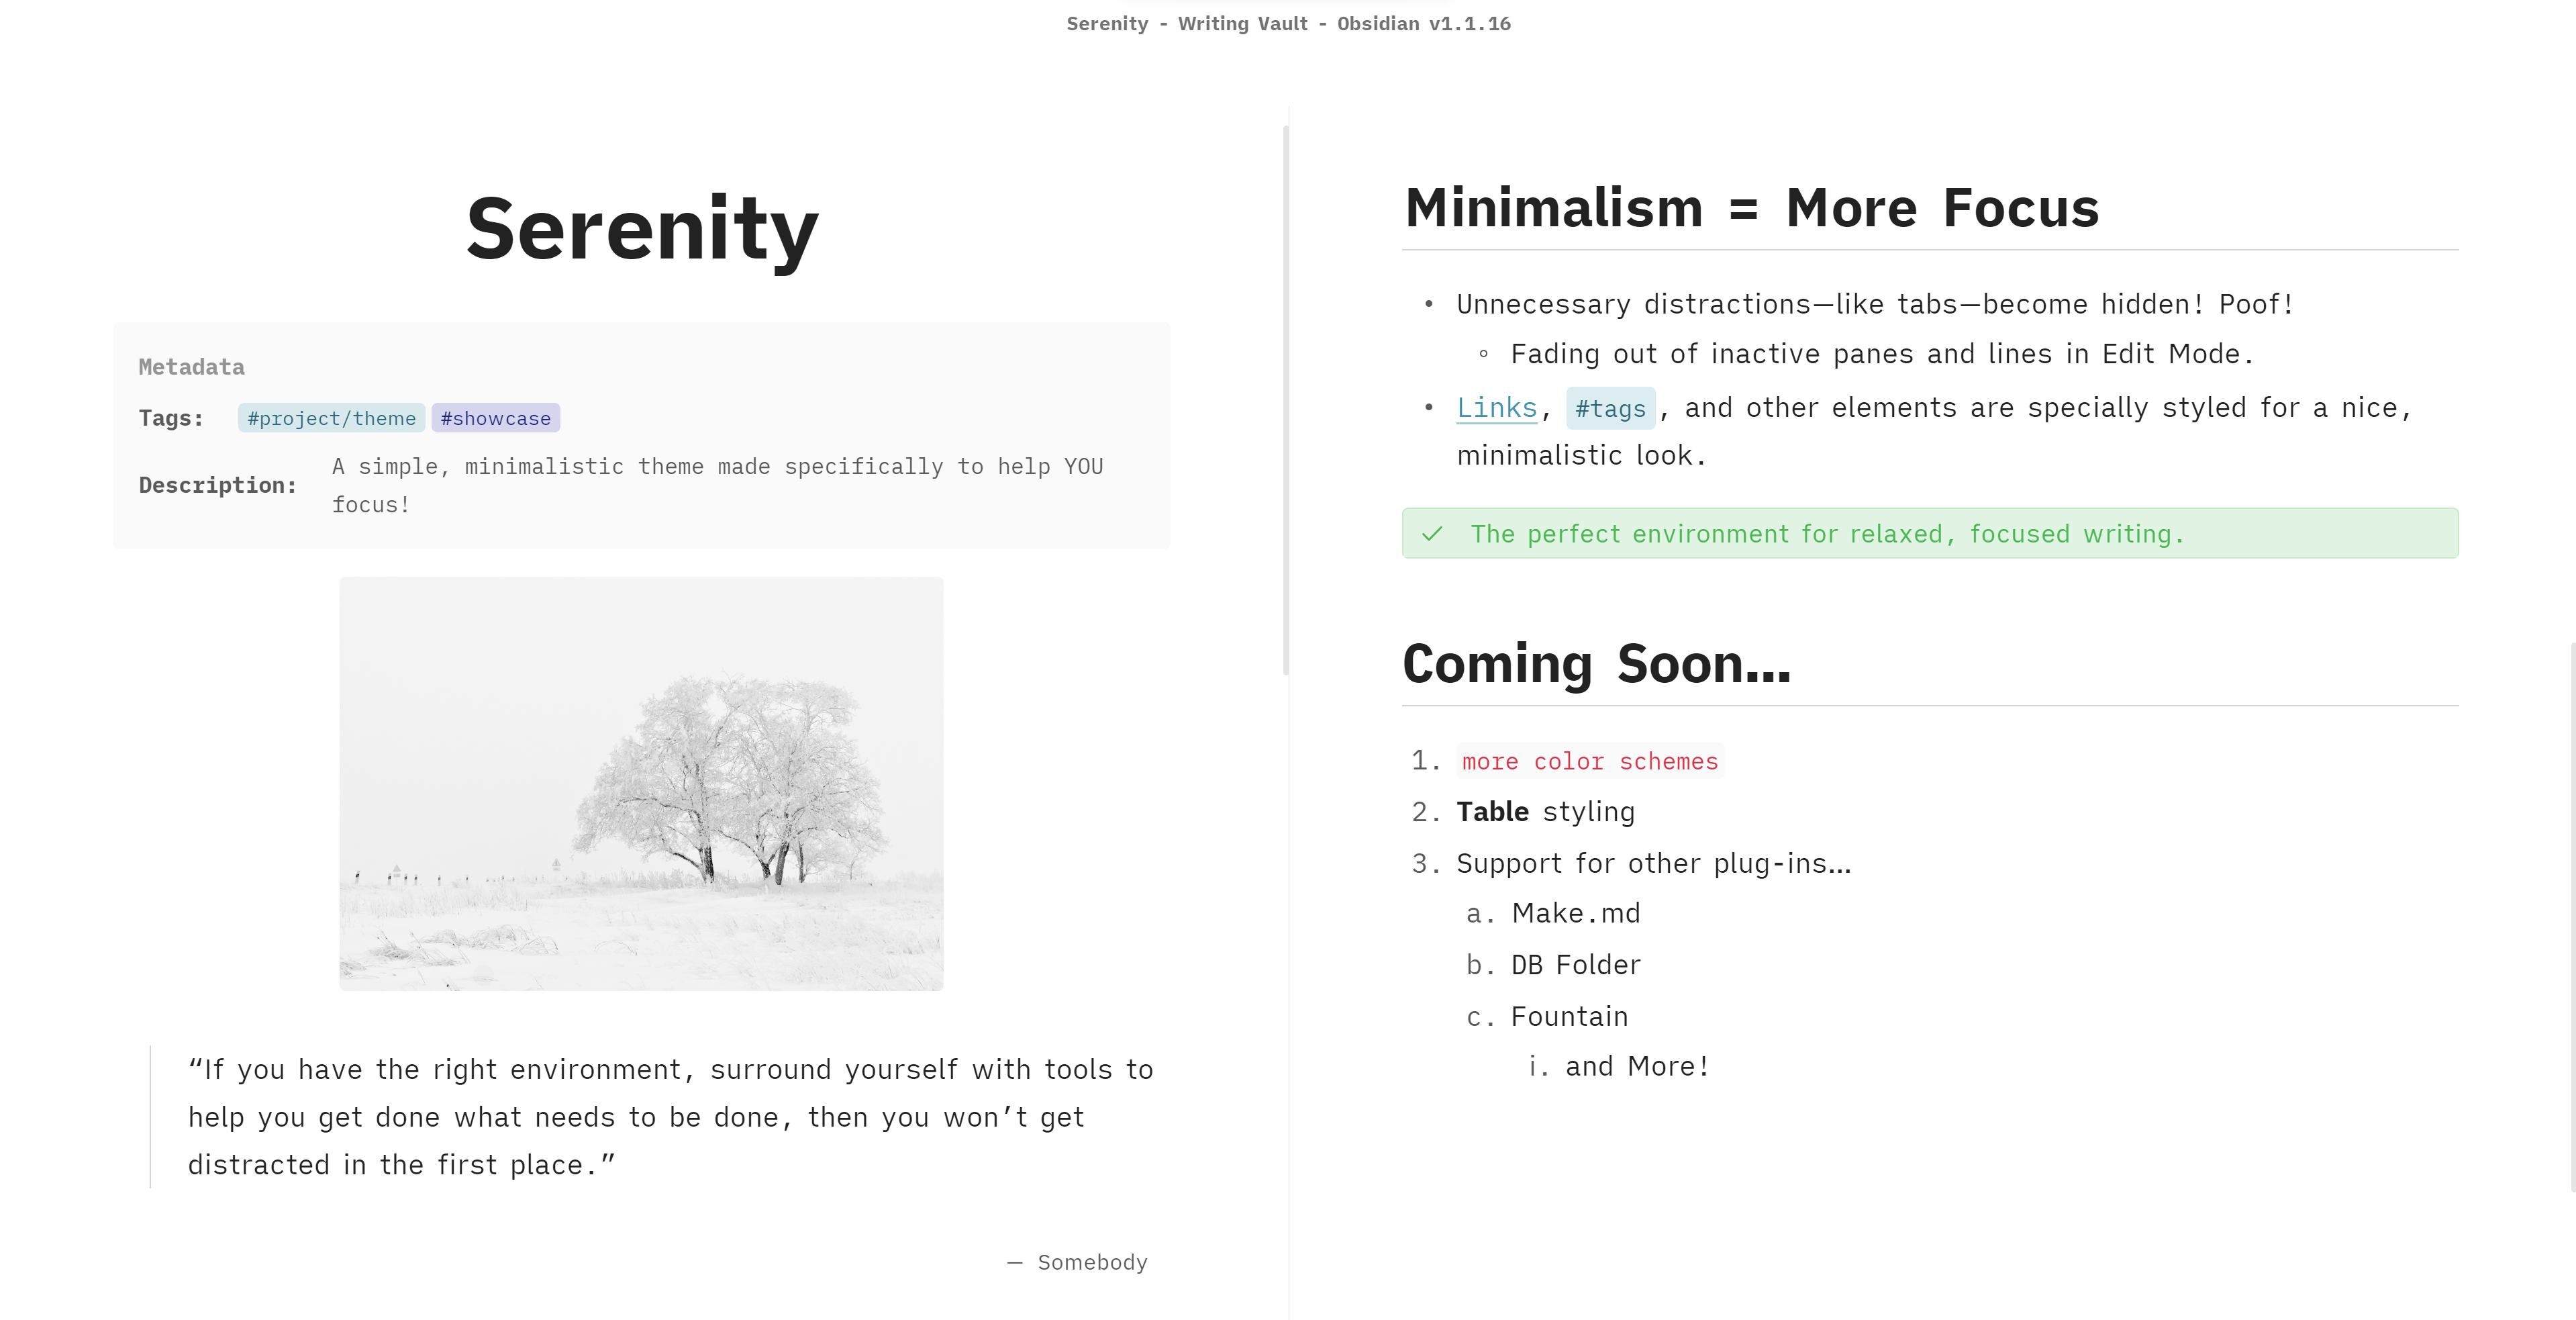 Serenity - Writing Vault - Obsidian v1.1.16
Serenity
Metadata
Tags: #project/theme #showcase
Description: A simple, minimalistic theme made specifically to help YOU
focus!
“If you have the right environment, surround yourself with tools to
help you get done what needs to be done, then you won’t get
distracted in the first place.”
— Somebody
Minimalism = More Focus
• Unnecessary distractions—like tabs—become hidden! Poof!
◦ Fading out of inactive panes and lines in Edit Mode.
• Links, #tags, and other elements are specially styled for a nice,
minimalistic look.
✓ The perfect environment for relaxed, focused writing.
Coming Soon…
1. more color schemes
2. Table styling
3. Support for other plug-ins…
a. Make.md
b. DB Folder
c. Fountain
i. and More!